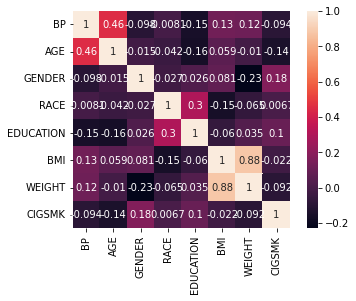 BP 1 0.46 -0.098 -0.0081 -0.15 0.13 0.12 -0.094
AGE 0.46 1 -0.015 -0.042 -0.16 0.059 -0.01 -0.14
GENDER -0.098 -0.015 1 -0.027 0.026 0.081 -0.23 0.18
RACE -0.0081 -0.042 -0.027 1 0.3 -0.15 -0.065 0.0067
EDUCATION -0.15 -0.16 0.026 0.3 1 -0.06 0.035 0.1
BMI 0.13 0.059 0.081 -0.15 -0.06 1 0.88 -0.022
WEIGHT 0.12 -0.01 -0.23 -0.065 0.035 0.88 1 -0.092
CIGSMK -0.094 -0.14 0.18 0.0067 0.1 -0.022 -0.092 1
BP AGE GENDER RACE EDUCATION BMI WEIGHT CIGSMK
1.0
0.8
0.6
0.4
0.2
0.0
-0.2